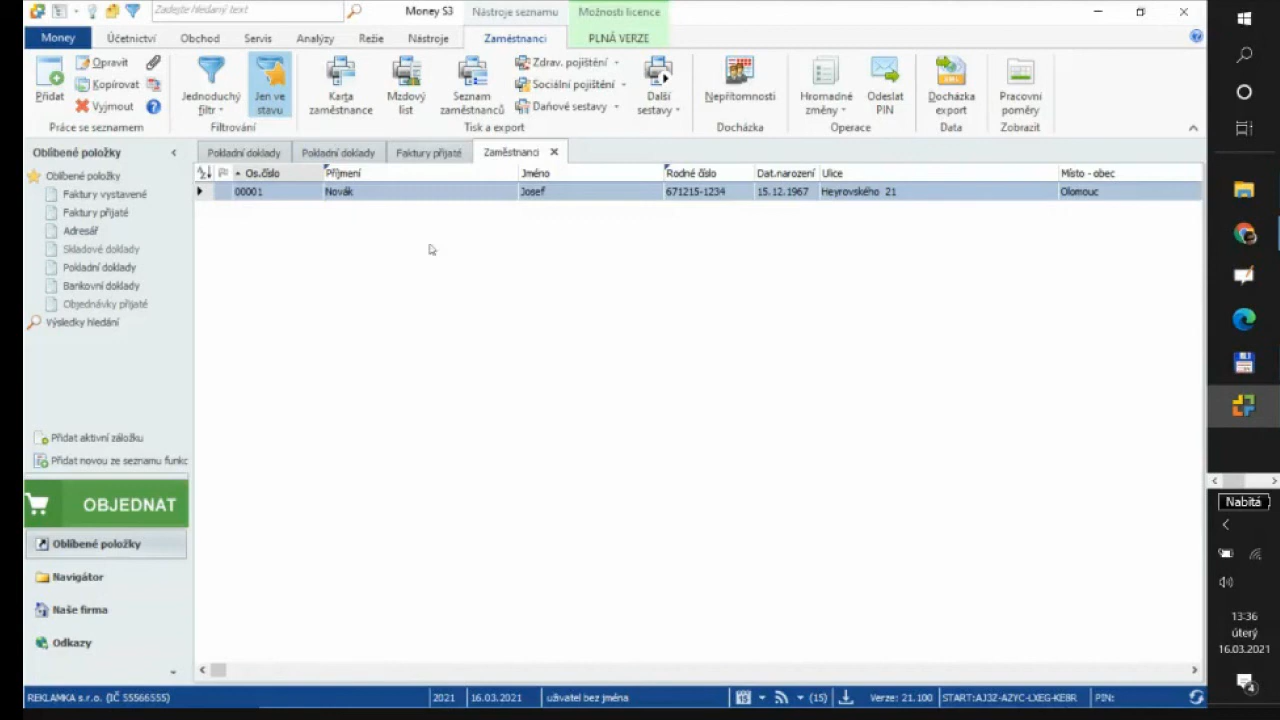 Zadejte hledaný text
Money S3
Nástroje seznamu
Možnosti licence
Money
Účetnictví
Obchod
Servis
Analýzy
Režie
Nástroje
Zaměstnanci
PLNÁ VERZE
Přidat
Opravit
Kopírovat
Vyjmout
Práce se seznamem
Jednoduchý
filtr
Jen ve
stavu
Filtrování
Karta
zaměstnance
Mzdový
list
Seznam
zaměstnanců
Zdrav. pojištění
Sociální pojištění
Daňové sestavy
Další
sestavy
Tisk a export
Nepřítomnosti
Docházka
Hromadné
změny
Odeslat
PIN
Operace
Docházka
export
Data
Pracovní
poměry
Zobrazit
Oblíbené položky
Pokladní doklady
Pokladní doklady
Faktury přijaté
Zaměstnanci
Os.číslo Příjmení Jméno Rodné číslo Dat.narození Ulice Místo - obec
00001 Novák Josef 671215-1234 15.12.1967 Heyrovského 21 Olomouc
Oblíbené položky
Faktury vystavené
Faktury přijaté
Adresář
Skladové doklady
Pokladní doklady
Bankovní doklady
Objednávky přijaté
Výsledky hledání
Přidat aktivní záložku
Přidat novou ze seznamu funkc
OBJEDNAT
Oblíbené položky
Navigátor
Naše firma
Odkazy
REKLAMKA s.r.o. (IČ 55566555)
2021
16.03.2021
uživatel bez jména
(15)
Verze: 21.100
START:AJ3Z-AZYC-LXEG-KEBR
PIN:
Nabitá
13:36
úterý
16.03.2021
4